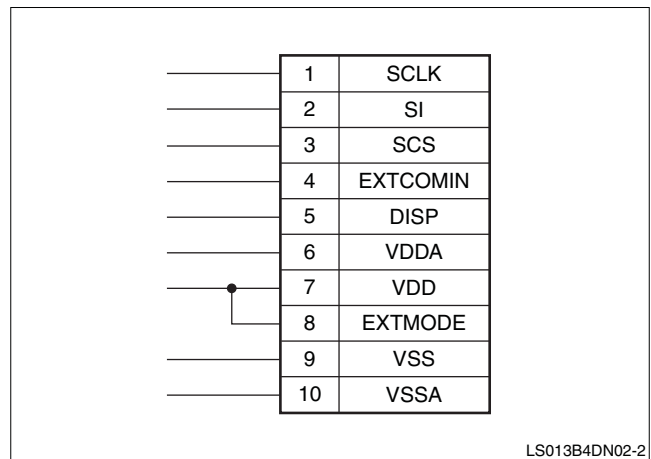 1 SCLK
2 SI
3 SCS
4 EXTCOMIN
5 DISP
6 VDDA
7 VDD
8 EXTMODE
9 VSS
10 VSSA
LS013B4DN02-2